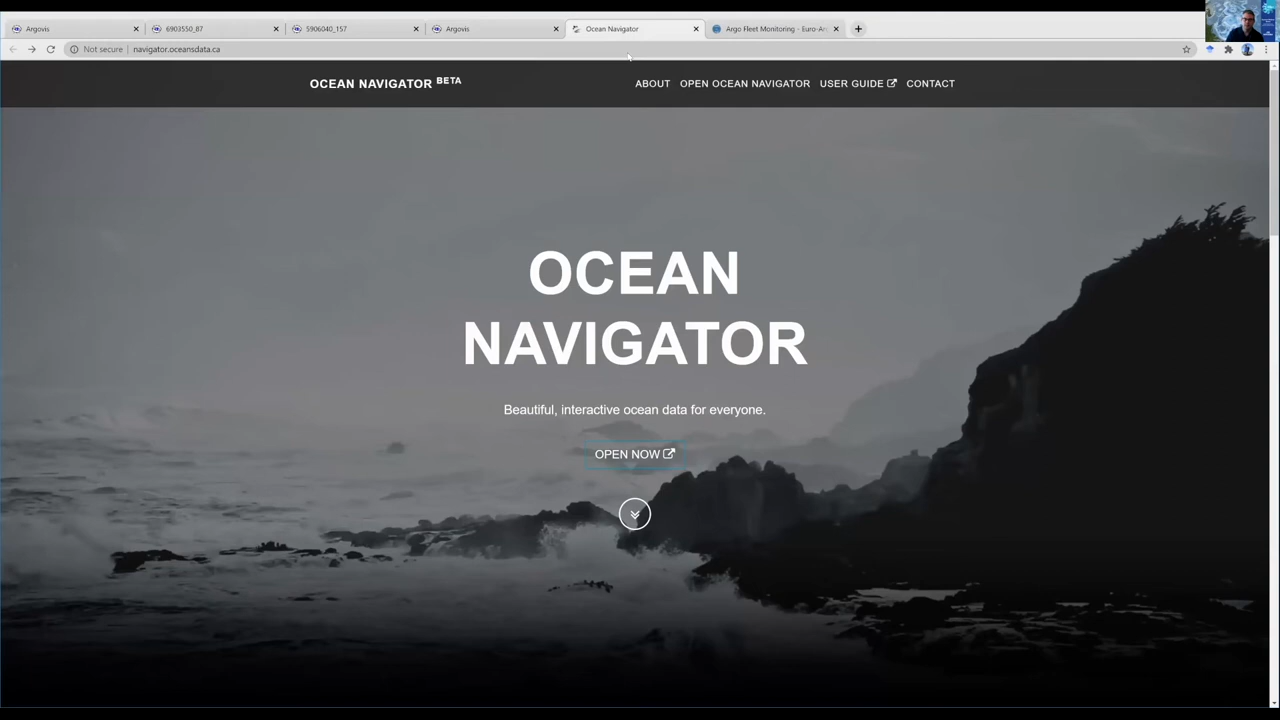 Argovis
6903550_87
5906040_157
Argovis
Ocean Navigator
Argo Fleet Monitoring - Euro-Ar
Not secure
navigator.oceansdata.ca
OCEAN NAVIGATOR BETA
ABOUT
OPEN OCEAN NAVIGATOR
USER GUIDE
CONTACT
OCEAN
NAVIGATOR
Beautiful, interactive ocean data for everyone.
OPEN NOW